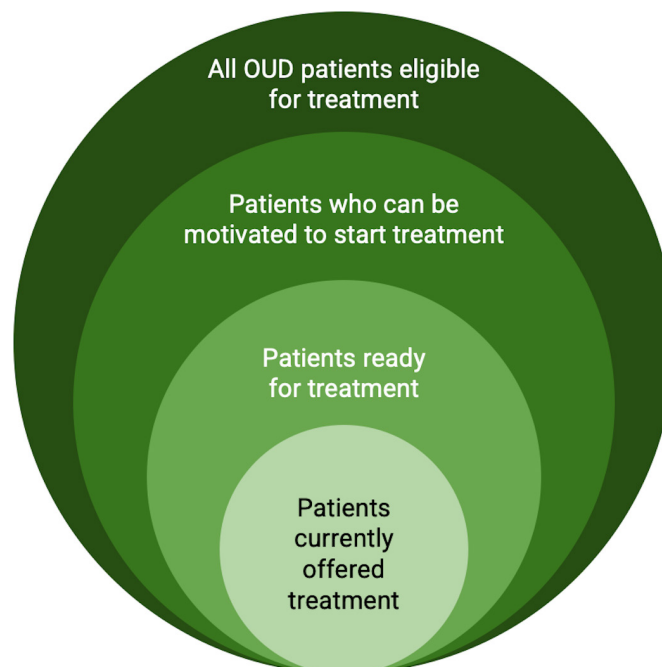 All OUD patients eligible
for treatment
Patients who can be
motivated to start treatment
Patients ready
for treatment
Patients
currently
offered
treatment